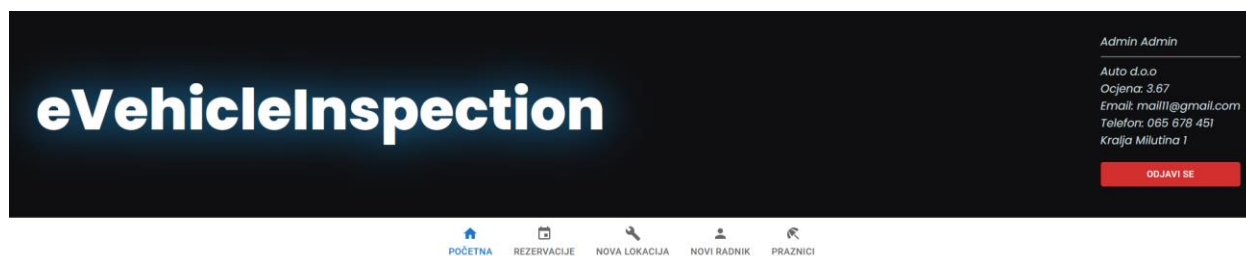 eVehicleInspection
Admin Admin
Auto d.o.o
Ocjena: 3.67
Email: mail11@gmail.com
Telefon: 065 678 451
Kralja Milutina 1
ODJAVI SE
POČETNA
REZERVACIJE
NOVA LOKACIJA
NOVI RADNIK
PRAZNICI